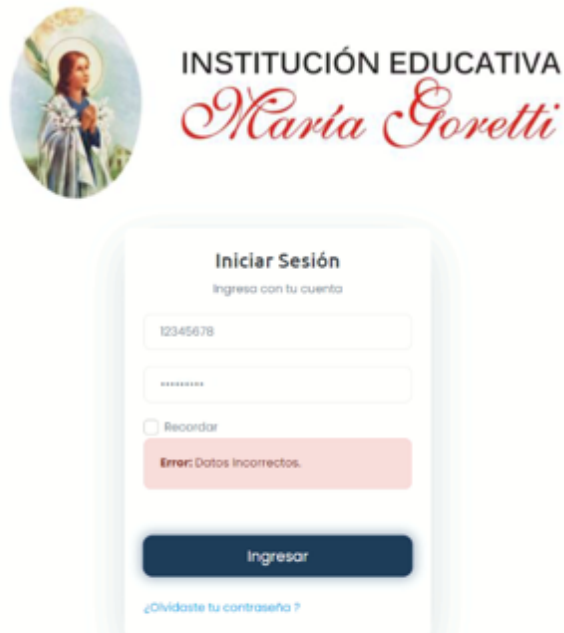 INSTITUCIÓN EDUCATIVA
María Goretti
Iniciar Sesión
Ingresa con tu cuenta
12345678
•••••••••
Recordar
Error: Datos Incorrectos.
Ingresar
¿Olvidaste tu contraseña ?